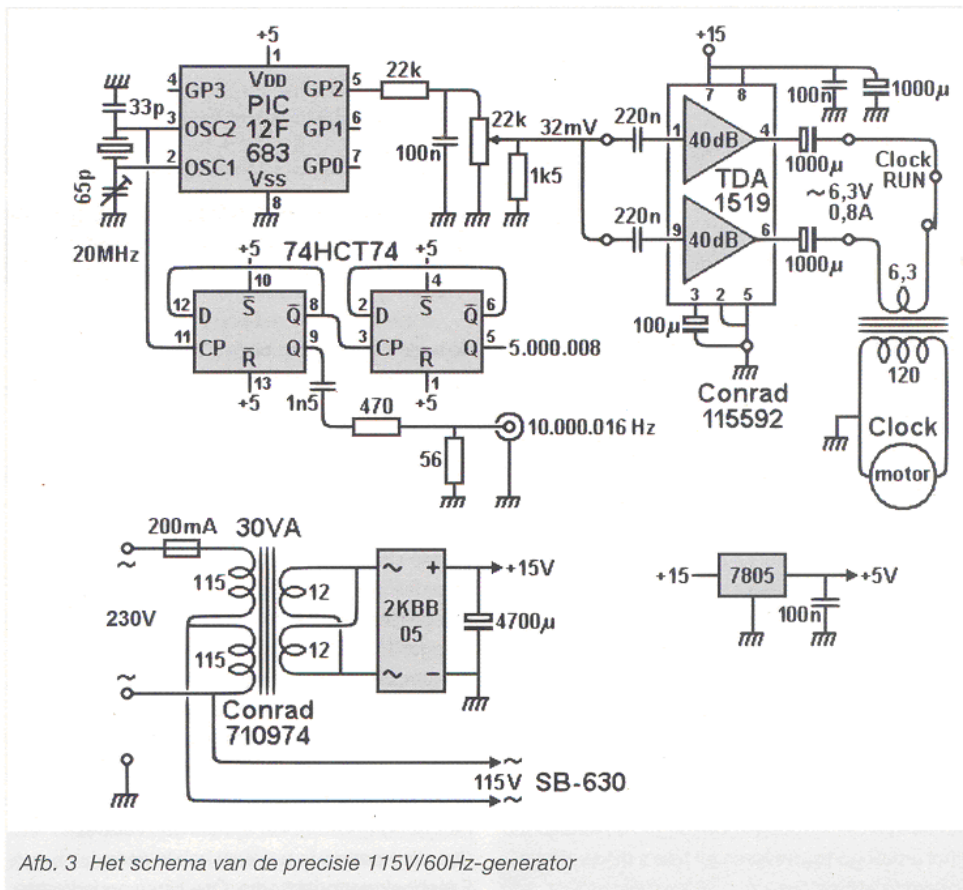 +5
1
4
GP3
VDD
GP2
5
22k
33p
3
OSC2
PIC
12F
683
GP1
6
2
OSC1
GP0
7
VSS
8
65p
20MHz
100n
22k
1k5
32mV
220n
1
40dB
4
+15
7
8
100n
1000µ
1000µ
Clock
RUN
TDA
1519
~6,3V
0,8A
220n
9
40dB
6
1000µ
3
2
5
100µ
6,3
120
Conrad
115592
Clock
motor
74HCT74
+5
10
12
D
S
Q
8
11
CP
R
Q
9
13
+5
+5
4
2
D
S
Q
6
3
CP
R
Q
5
5.000.008
1
+5
1n5
470
56
10.000.016 Hz
200mA
30VA
~
115
12
~
+
+15V
230V
2KBB
05
4700µ
115
12
~
−
~
Conrad
710974
~
115V
SB-630
~
+15
7805
+5V
100n
Afb. 3 Het schema van de precisie 115V/60Hz-generator